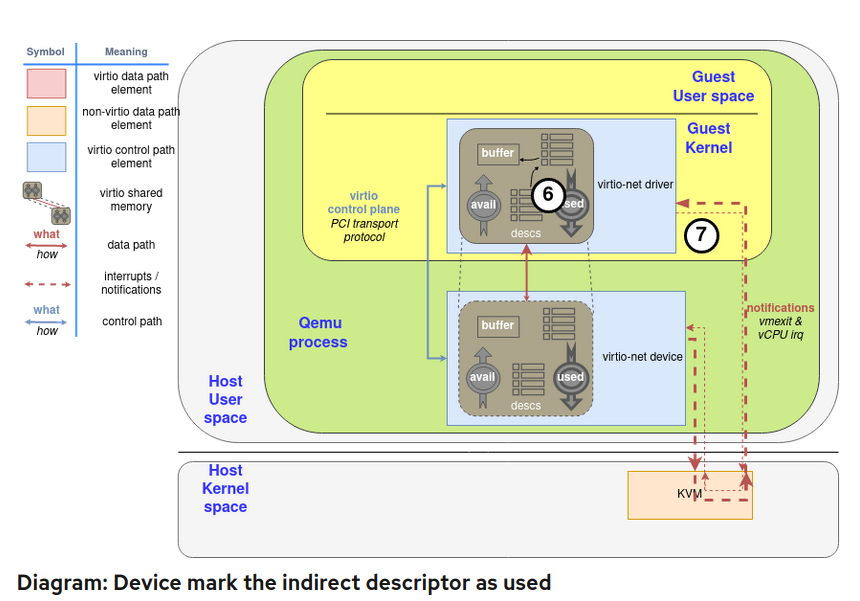 Symbol Meaning
virtio data path
element
non-virtio data path
element
virtio control path
element
virtio shared
memory
what
how
data path
interrupts /
notifications
what
how
control path
Guest
User space
Guest
Kernel
buffer
virtio-net driver
6
avail
sed
descs
virtio
control plane
PCI transport
protocol
7
Qemu
process
buffer
virtio-net device
avail
used
descs
notifications
vmexit &
vCPU irq
Host
User
space
Host
Kernel
space
KVM
Diagram: Device mark the indirect descriptor as used